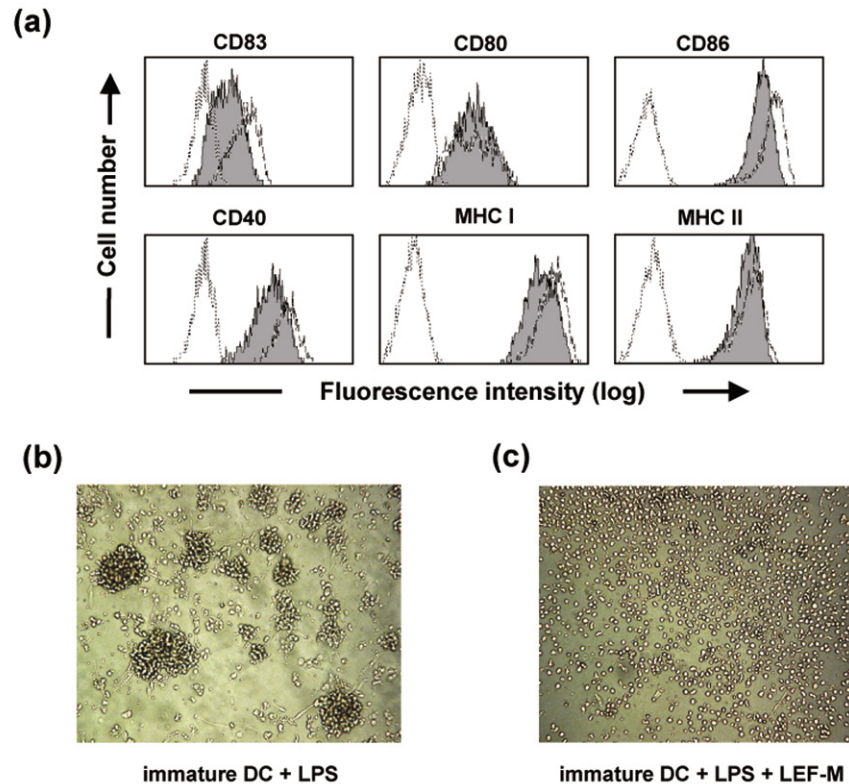 (a)
CD83 CD80 CD86
Cell number
CD40 MHC I MHC II
Fluorescence intensity (log)
(b) (c)
immature DC + LPS immature DC + LPS + LEF-M